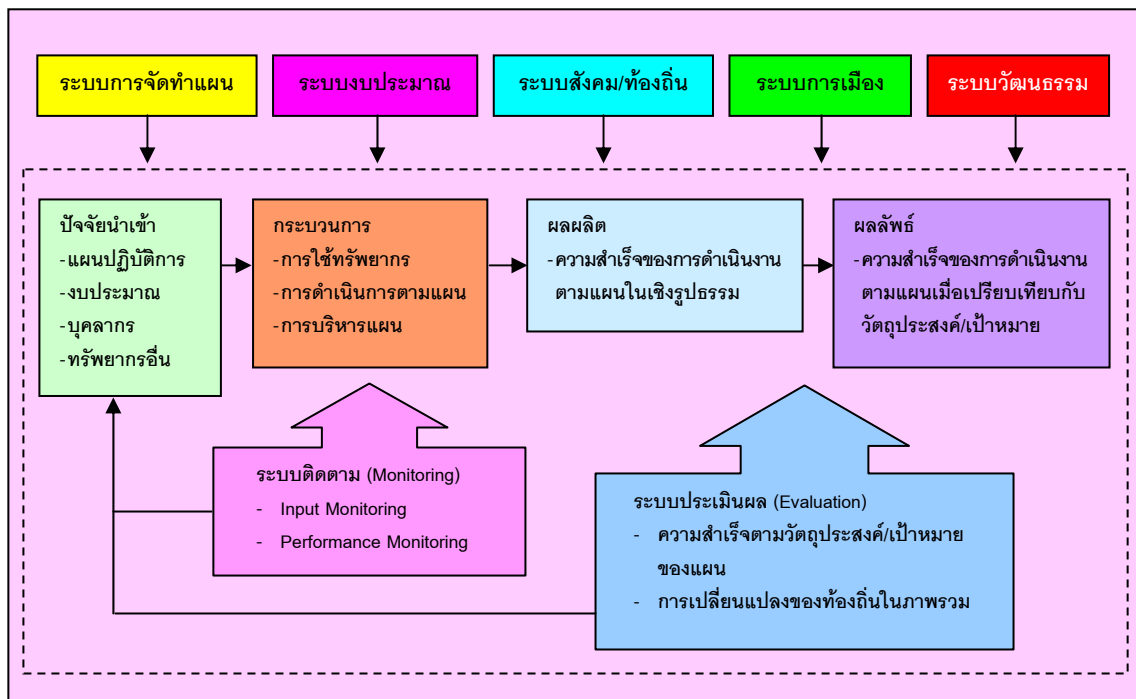 ระบบการจัดทำแผน
ระบบงบประมาณ
ระบบสังคม/ท้องถิ่น
ระบบการเมือง
ระบบวัฒนธรรม
ปัจจัยนำเข้า
-แผนปฏิบัติการ
-งบประมาณ
-บุคลากร
-ทรัพยากรอื่น
กระบวนการ
-การใช้ทรัพยากร
-การดำเนินการตามแผน
-การบริหารแผน
ผลผลิต
-ความสำเร็จของการดำเนินงาน
ตามแผนในเชิงรูปธรรม
ผลลัพธ์
-ความสำเร็จของการดำเนินงาน
ตามแผนเมื่อเปรียบเทียบกับ
วัตถุประสงค์/เป้าหมาย
ระบบติดตาม (Monitoring)
- Input Monitoring
- Performance Monitoring
ระบบประเมินผล (Evaluation)
- ความสำเร็จตามวัตถุประสงค์/เป้าหมาย
ของแผน
- การเปลี่ยนแปลงของท้องถิ่นในภาพรวม